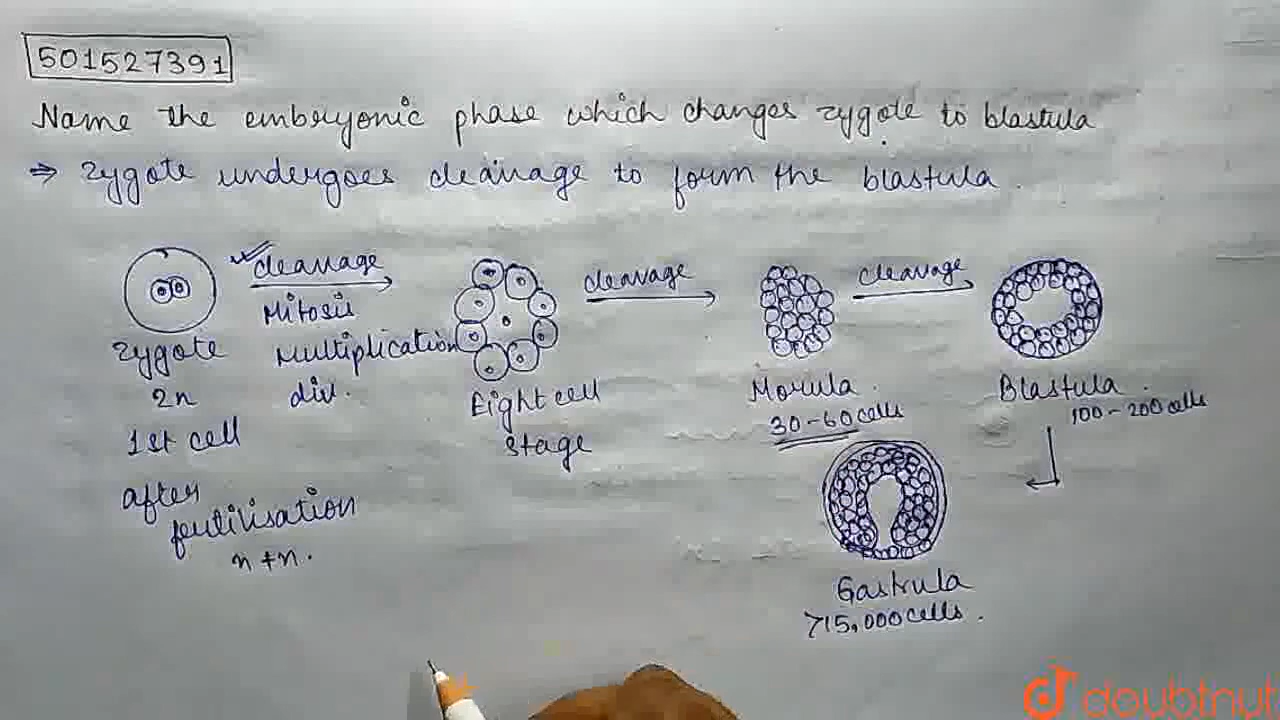 501527391
Name the embryonic phase which changes zygote to blastula
⇒ zygote undergoes cleavage to form the blastula.
cleavage
Mitosis
Multiplication
div.
cleavage
cleavage
zygote
2n
1st cell
after
fertilisation
n+n.
Eight cell
stage
Morula.
30-60 cells
Blastula.
100-200 cells
Gastrula
>15,000 cells.
doubtnut